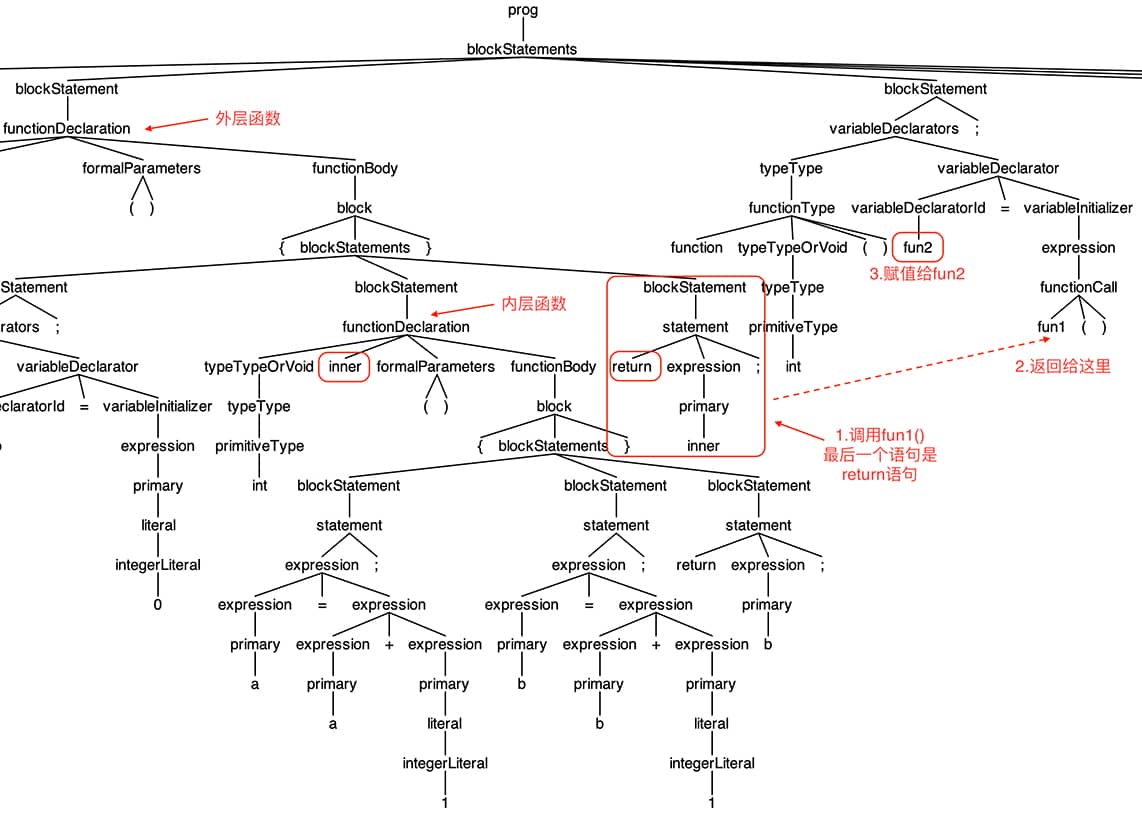 prog
blockStatements
blockStatement
blockStatement
functionDeclaration
外层函数
variableDeclarators ;
formalParameters functionBody
typeType variableDeclarator
( )
block
functionType variableDeclaratorId = variableInitializer
{ blockStatements }
function typeTypeOrVoid ( ) fun2 expression
3.赋值给fun2
Statement blockStatement blockStatement typeType functionCall
内层函数
rators ; functionDeclaration statement primitiveType fun1 ( )
variableDeclarator typeTypeOrVoid inner formalParameters functionBody return expression ; int
2.返回给这里
eclaratorId = variableInitializer typeType ( ) block primary
1.调用fun1()
最后一个语句是
return语句
expression primitiveType { blockStatements } inner
primary int blockStatement blockStatement blockStatement
literal statement statement statement
integerLiteral expression ; expression ; return expression ;
0 expression = expression expression = expression primary
primary expression + expression primary expression + expression b
a primary primary b primary primary
a literal b literal
integerLiteral integerLiteral
1 1